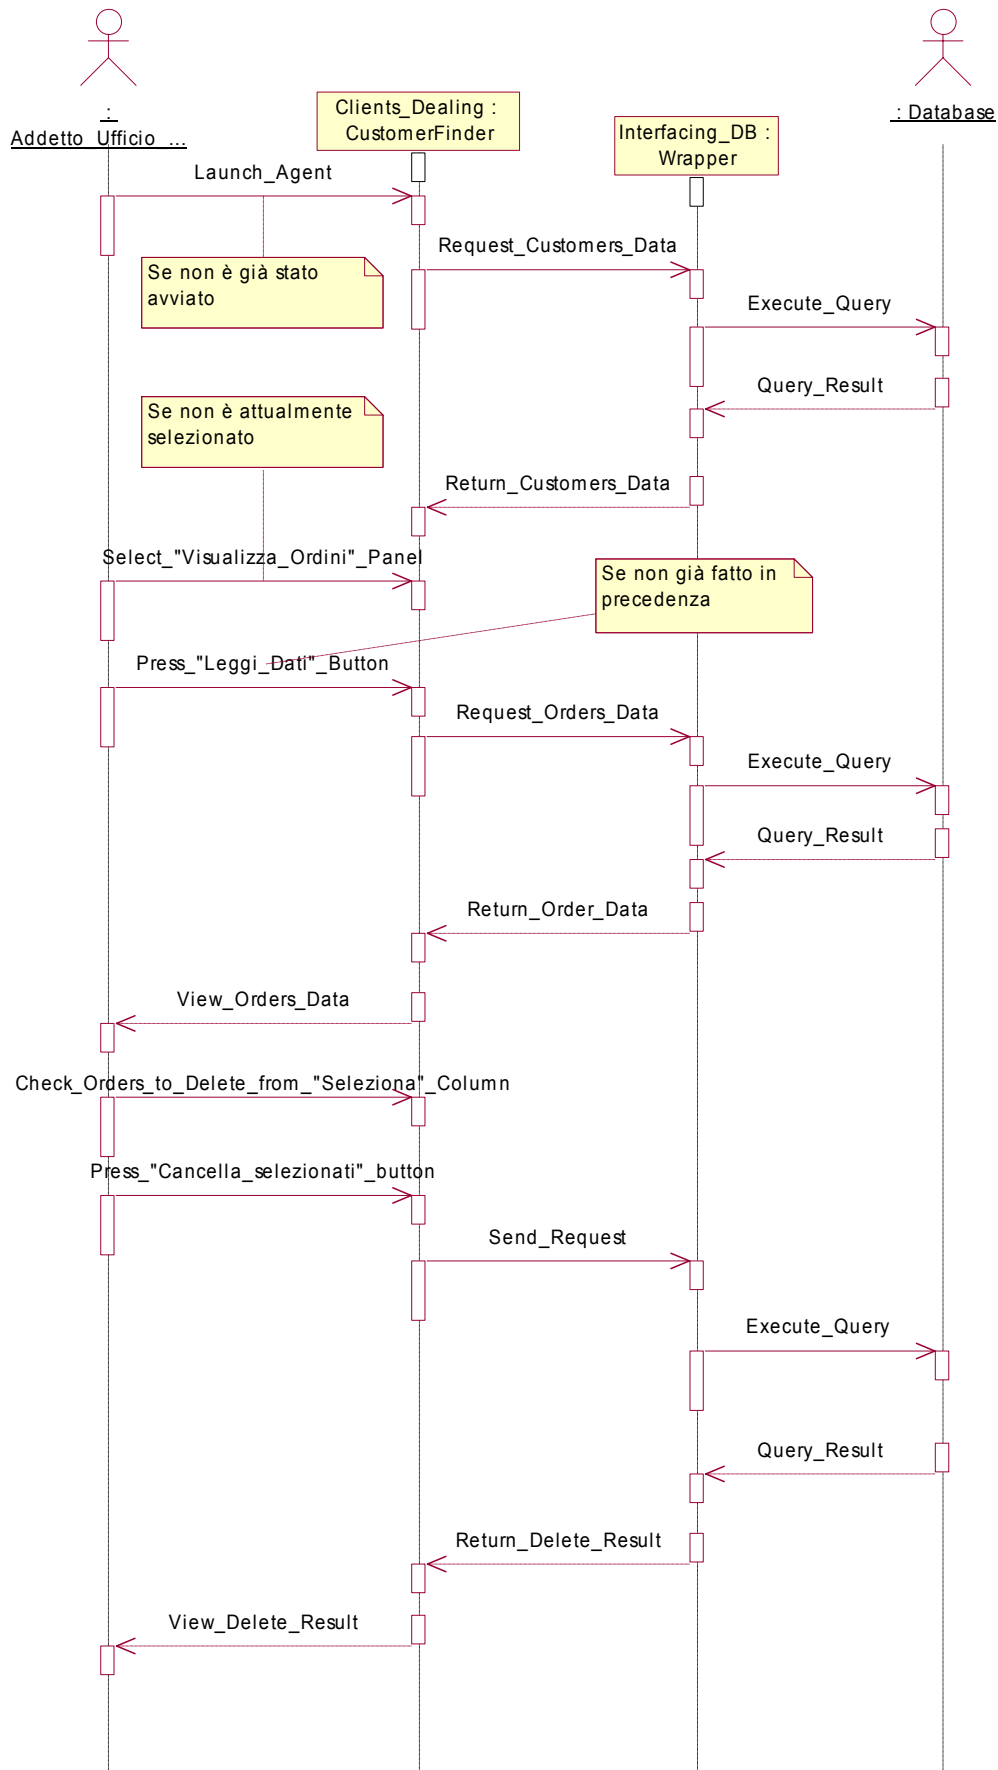 :
Addetto Ufficio ...
Clients_Dealing :
CustomerFinder
Interfacing_DB :
Wrapper
: Database
Launch_Agent
Se non è già stato
avviato
Request_Customers_Data
Execute_Query
Query_Result
Se non è attualmente
selezionato
Return_Customers_Data
Select_"Visualizza_Ordini"_Panel
Se non già fatto in
precedenza
Press_"Leggi_Dati"_Button
Request_Orders_Data
Execute_Query
Query_Result
Return_Order_Data
View_Orders_Data
Check_Orders_to_Delete_from_"Seleziona"_Column
Press_"Cancella_selezionati"_button
Send_Request
Execute_Query
Query_Result
Return_Delete_Result
View_Delete_Result